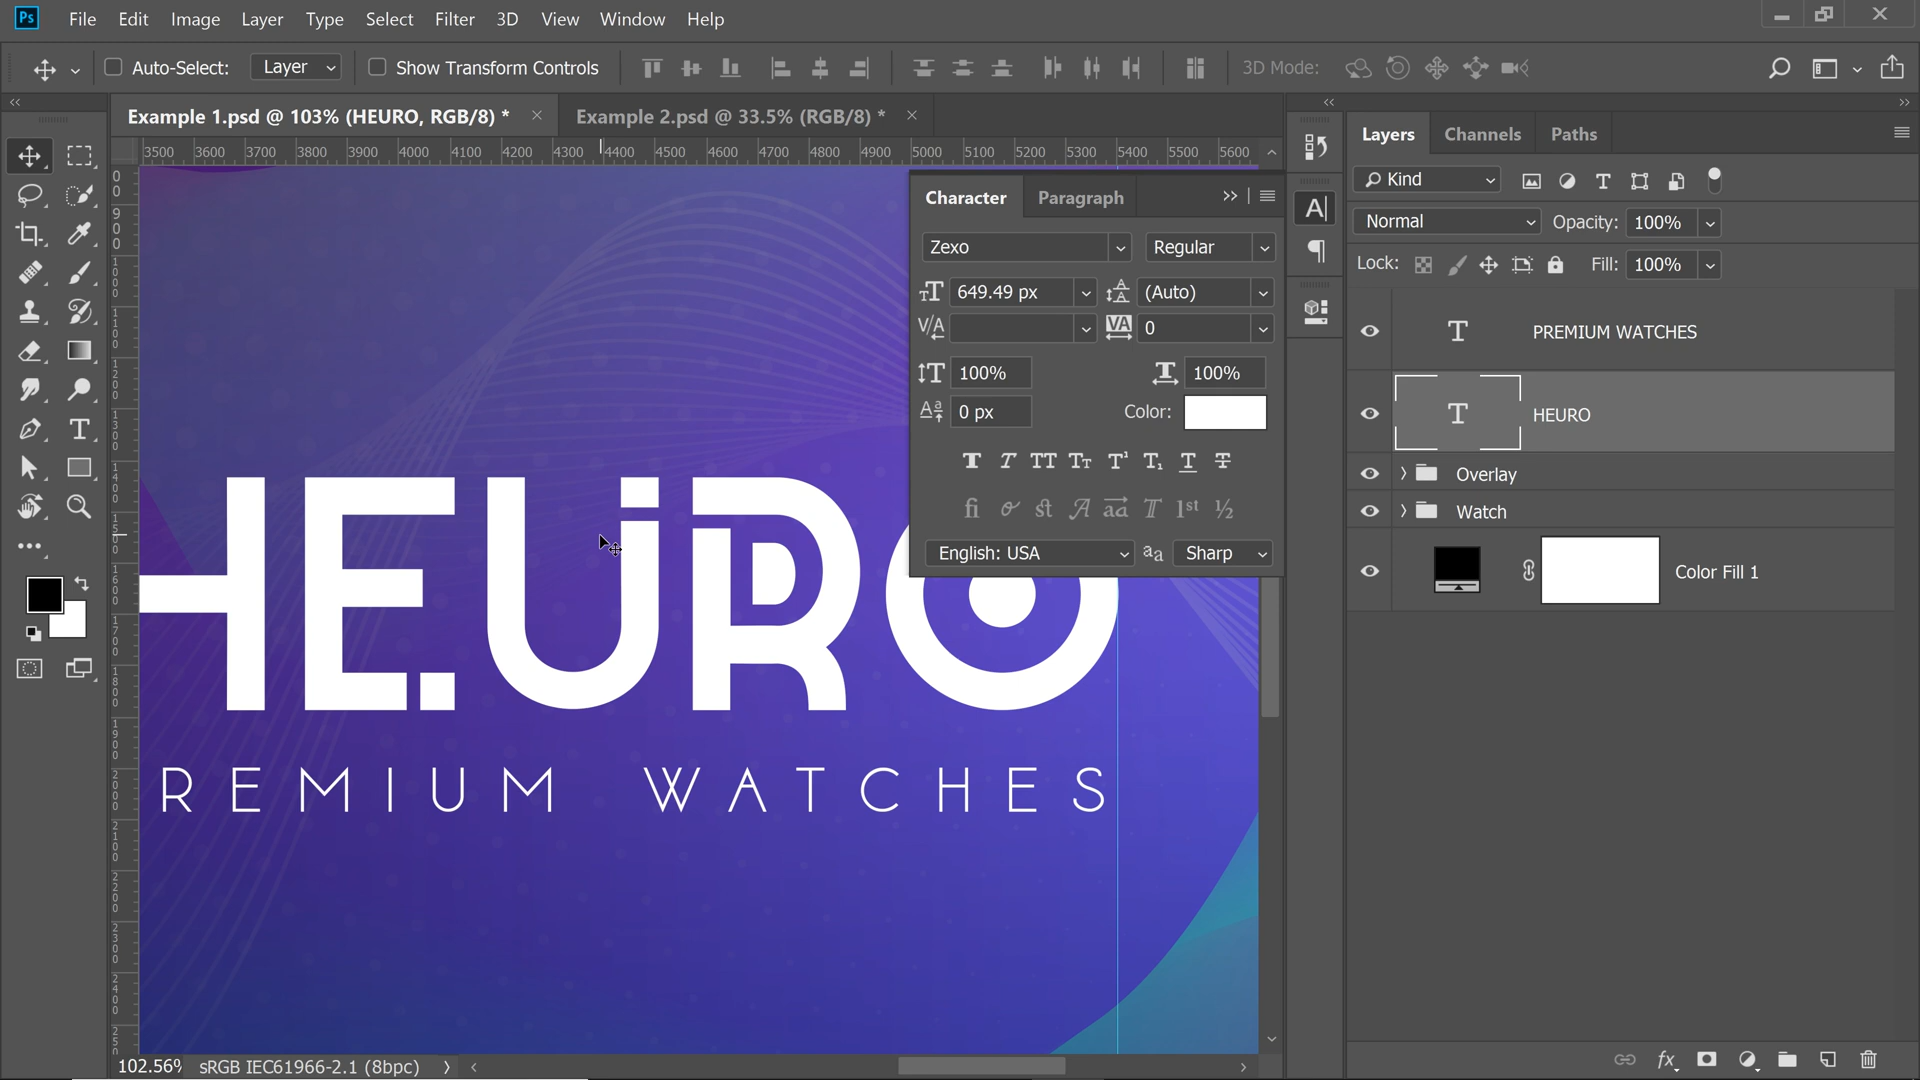 Ps File Edit Image Layer Type Select Filter 3D View Window Help
Auto-Select: Layer Show Transform Controls 3D Mode:
Example 1.psd @ 103% (HEURO, RGB/8) * Example 2.psd @ 33.5% (RGB/8) *
3500 3600 3700 3800 3900 4000 4100 4200 4300 4400 4500 4600 4700 4800 4900 5000 5100 5200 5300 5400 5500 5600
Character Paragraph
Zexo Regular
649.49 px (Auto)
0
100% 100%
0 px Color:
English: USA Sharp
HEURO
REMIUM WATCHES
102.56% sRGB IEC61966-2.1 (8bpc)
Layers Channels Paths
Kind
Normal Opacity: 100%
Lock: Fill: 100%
PREMIUM WATCHES
HEURO
Overlay
Watch
Color Fill 1
fx